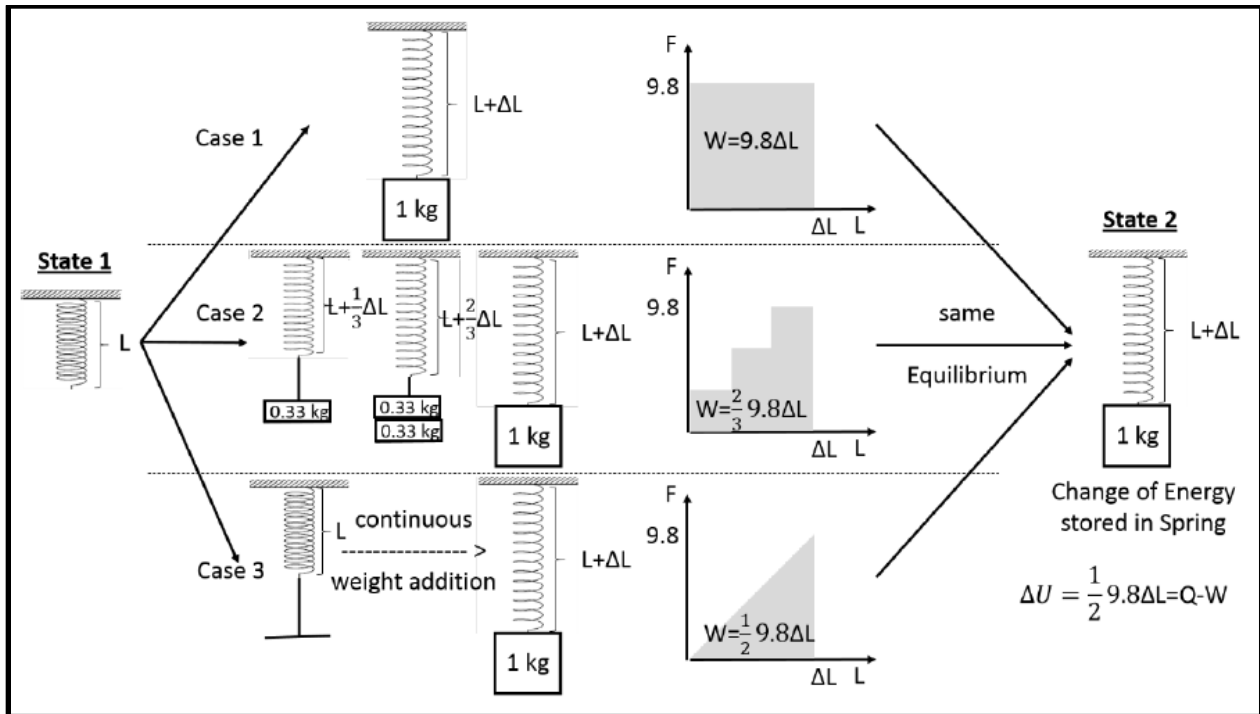 State 1
L
Case 1
L+ΔL
1 kg
F
9.8
W=9.8ΔL
ΔL L
Case 2
L+1/3ΔL
0.33 kg
L+2/3ΔL
0.33 kg
0.33 kg
L+ΔL
1 kg
F
9.8
W=2/3 9.8ΔL
ΔL L
Case 3
L
continuous
weight addition
L+ΔL
1 kg
F
9.8
W=1/2 9.8ΔL
ΔL L
same
Equilibrium
State 2
L+ΔL
1 kg
Change of Energy
stored in Spring
ΔU = 1/2 9.8ΔL=Q-W